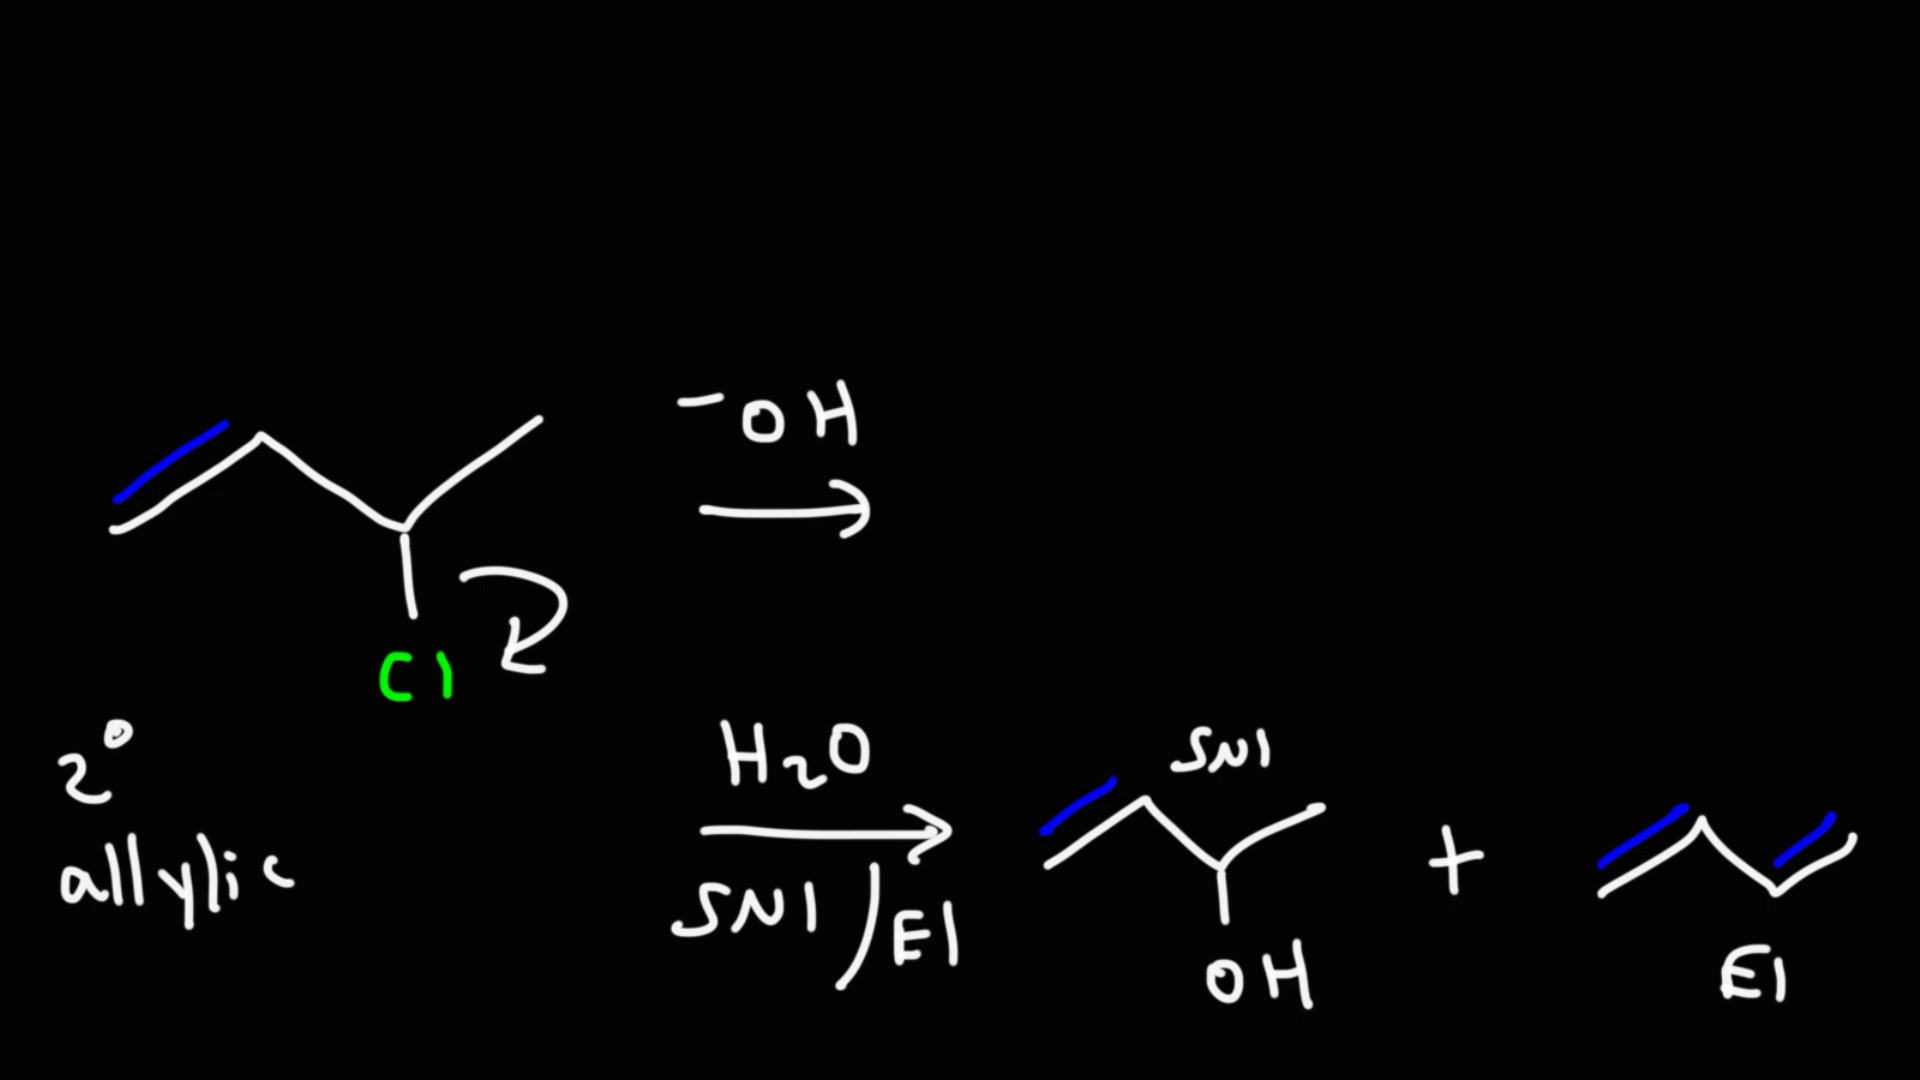 ⁻OH
Cl
2°
allylic
H₂O
SN1/E1
SN1
OH
+
E1